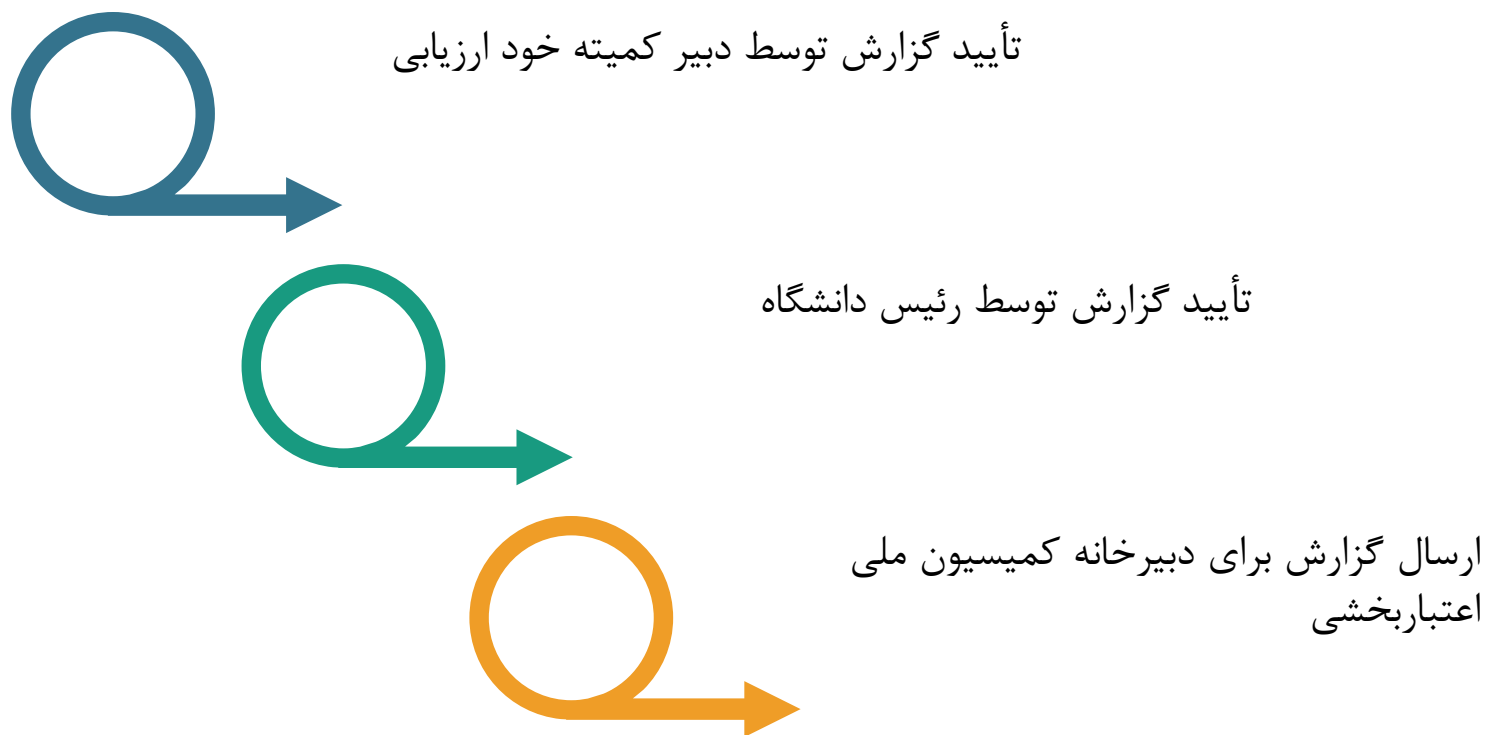 تأیید گزارش توسط دبیر کمیته خود ارزیابی
تأیید گزارش توسط رئیس دانشگاه
ارسال گزارش برای دبیرخانه کمیسیون ملی
اعتباربخشی